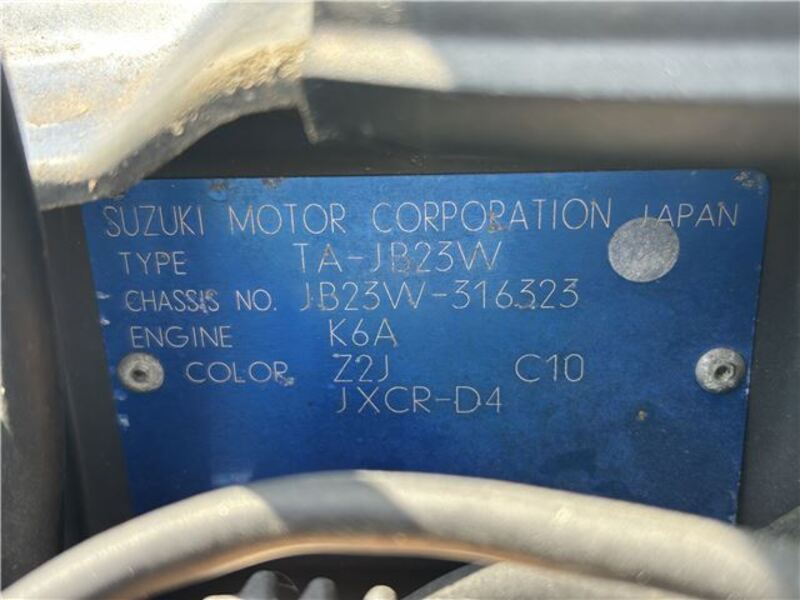 SUZUKI MOTOR CORPORATION JAPAN
TYPE TA-JB23W
CHASSIS NO. JB23W-316323
ENGINE K6A
COLOR Z2J C10
JXCR-D4